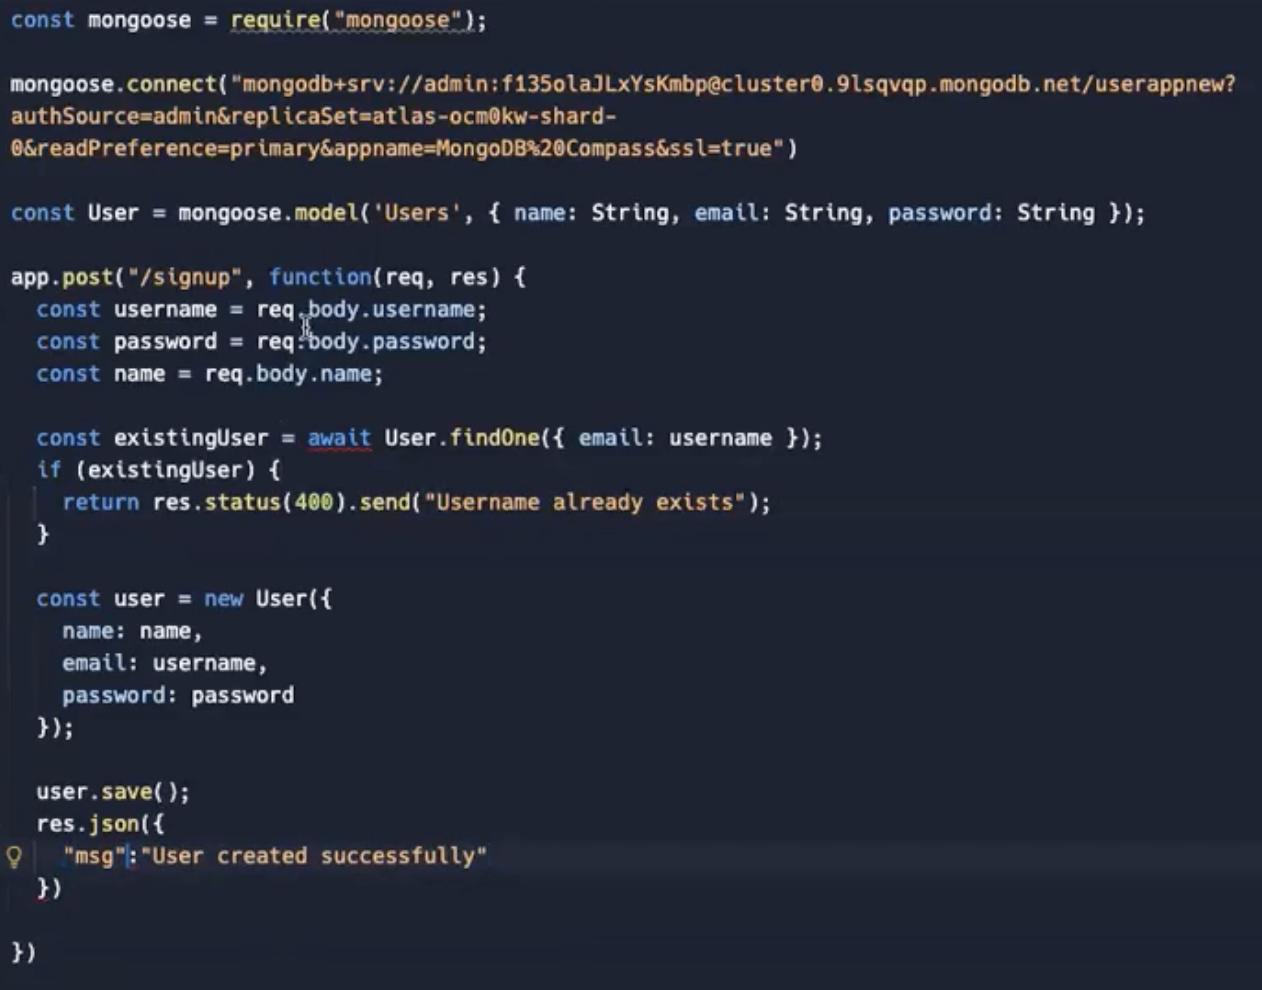 const mongoose = require("mongoose");
mongoose.connect("mongodb+srv://admin:f135olaJLxYsKmbp@cluster0.9lsqvqp.mongodb.net/userappnew?
authSource=admin&replicaSet=atlas-ocm0kw-shard-
0&readPreference=primary&appname=MongoDB%20Compass&ssl=true")
const User = mongoose.model('Users', { name: String, email: String, password: String });
app.post("/signup", function(req, res) {
const username = req.body.username;
const password = req.body.password;
const name = req.body.name;
const existingUser = await User.findOne({ email: username });
if (existingUser) {
return res.status(400).send("Username already exists");
}
const user = new User({
name: name,
email: username,
password: password
});
user.save();
res.json({
"msg":"User created successfully"
})
})